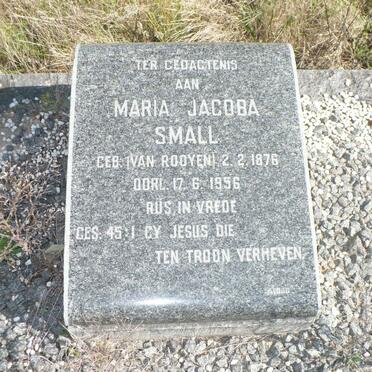 TER GEDAGTENIS
AAN
MARIA JACOBA
SMALL
GEB. (VAN ROOYEN) 2. 2. 1876
OORL. 17. 6. 1956
RUS IN VREDE
GES. 45:1 GY JESUS DIE
TEN TROON VERHEVEN.